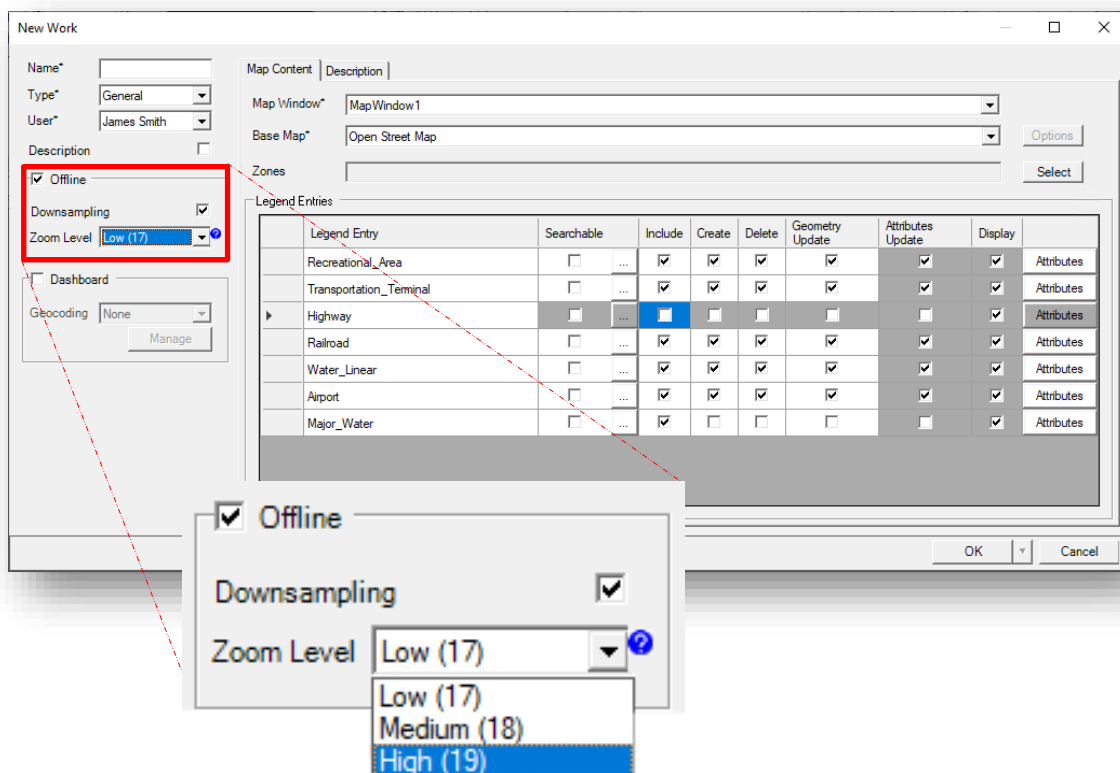 New Work
Name*
Type* General
User* James Smith
Description
Offline
Downsampling
Zoom Level Low (17)
Dashboard
Geocoding None
Manage
Map Content Description
Map Window* MapWindow1
Base Map* Open Street Map Options
Zones Select
Legend Entries
Legend Entry Searchable Include Create Delete Geometry Update Attributes Update Display
Recreational_Area ... Attributes
Transportation_Terminal ... Attributes
Highway ... Attributes
Railroad ... Attributes
Water_Linear ... Attributes
Airport ... Attributes
Major_Water ... Attributes
OK Cancel
Offline
Downsampling
Zoom Level Low (17)
Low (17)
Medium (18)
High (19)